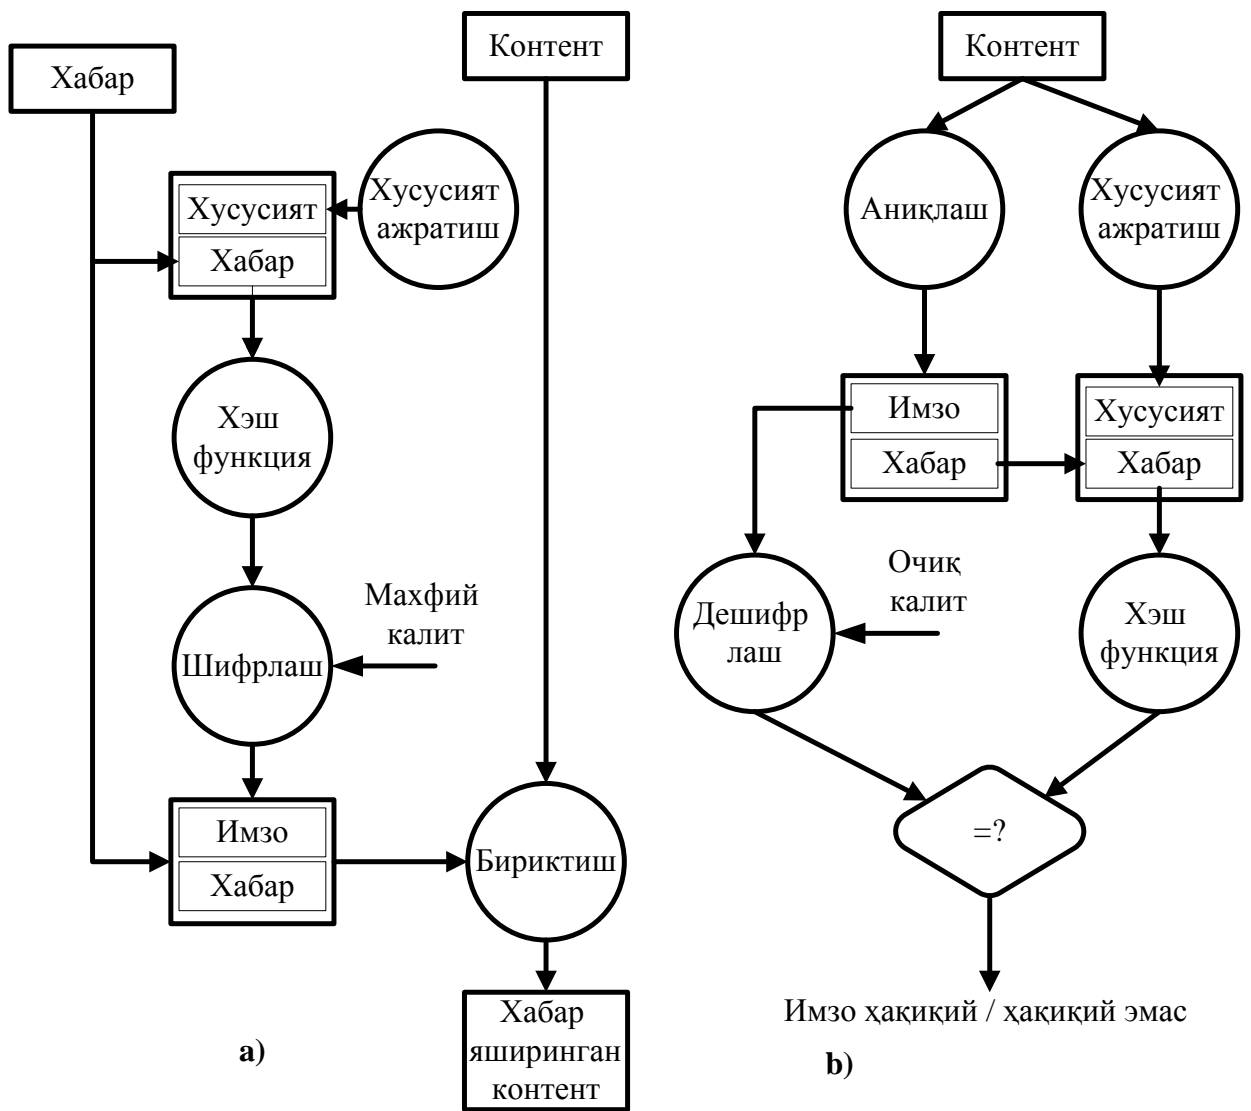 Хабар
Контент
Хусусият
Хабар
Хусусият
ажратиш
Хэш
функция
Махфий
калит
Шифрлаш
Имзо
Хабар
Бириктиш
Хабар
яширинган
контент
a)
Контент
Аниқлаш
Хусусият
ажратиш
Имзо
Хабар
Хусусият
Хабар
Очиқ
калит
Дешифр
лаш
Хэш
функция
=?
Имзо ҳақиқий / ҳақиқий эмас
b)